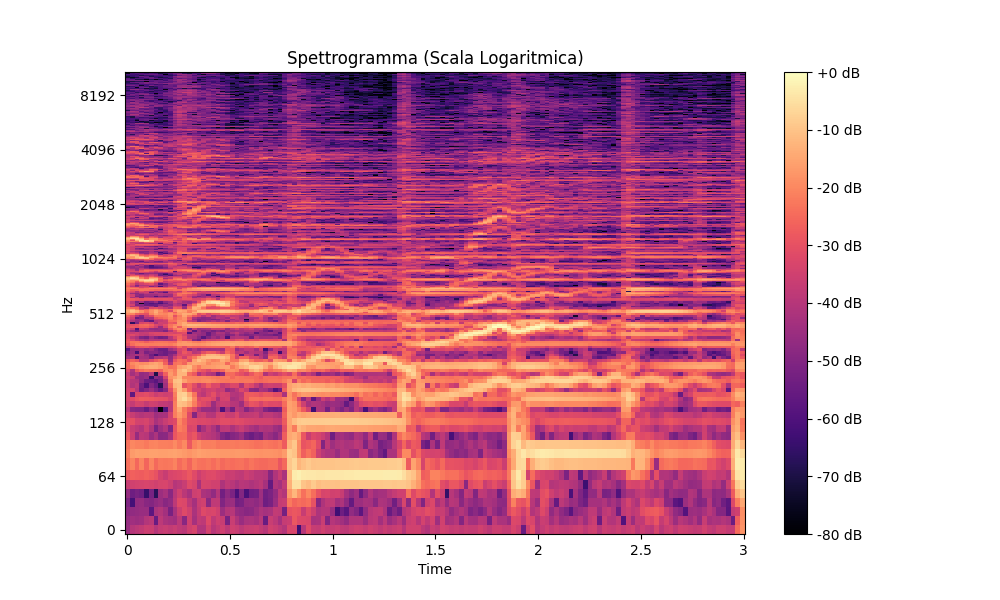 Spettrogramma (Scala Logaritmica)
Hz
8192
4096
2048
1024
512
256
128
64
0
0
0.5
1
1.5
2
2.5
3
Time
+0 dB
-10 dB
-20 dB
-30 dB
-40 dB
-50 dB
-60 dB
-70 dB
-80 dB